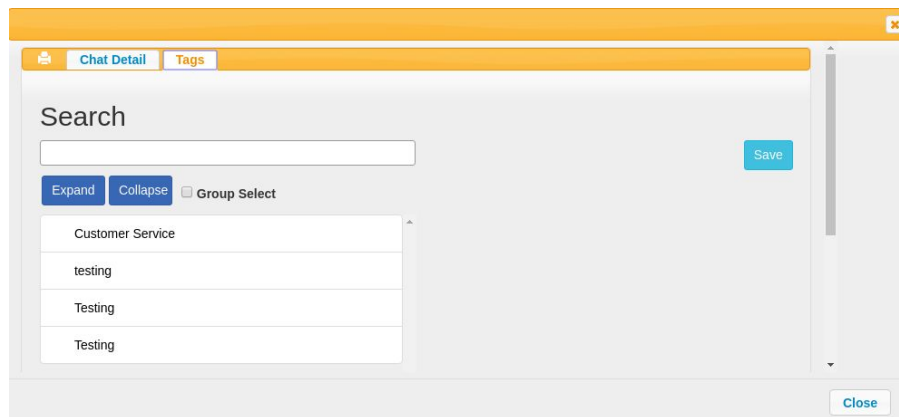 Chat Detail Tags
Search
Save
Expand Collapse Group Select
Customer Service
testing
Testing
Testing
Close